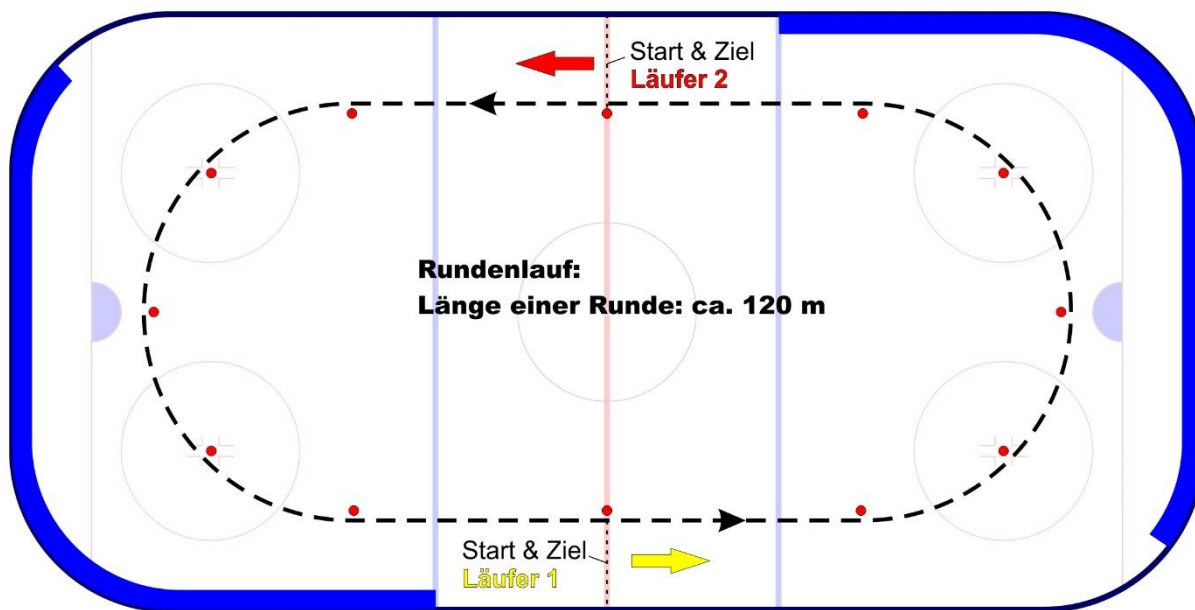 Start & Ziel
Läufer 2
Rundenlauf:
Länge einer Runde: ca. 120 m
Start & Ziel
Läufer 1